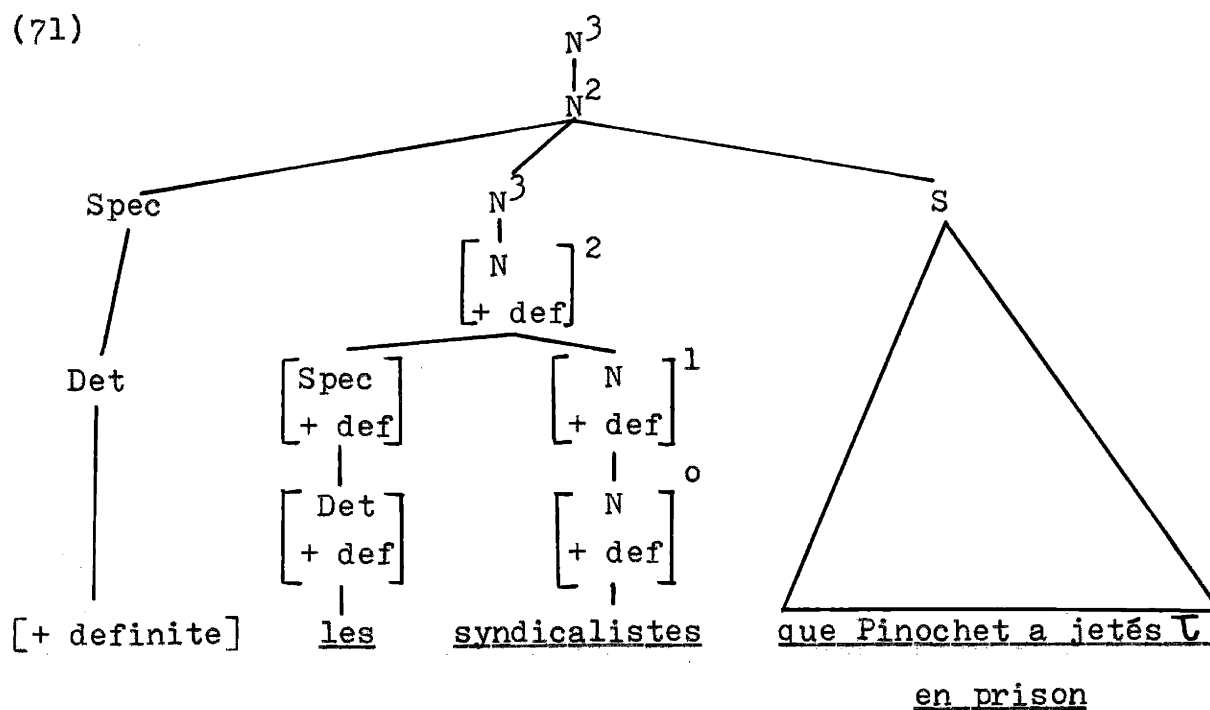 (71)
N³
N²
Spec N³ S
[N + def]²
Det [Spec + def] [N + def]¹
[Det + def] [N + def]⁰
[+ definite] les syndicalistes que Pinochet a jetés τ
en prison